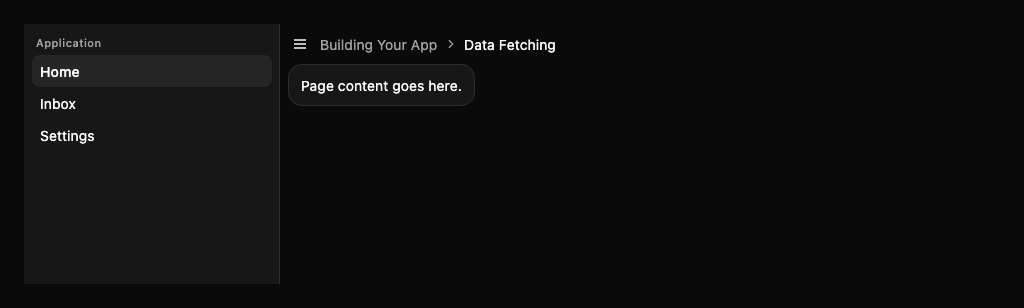 Application
Home
Inbox
Settings
Building Your App > Data Fetching
Page content goes here.